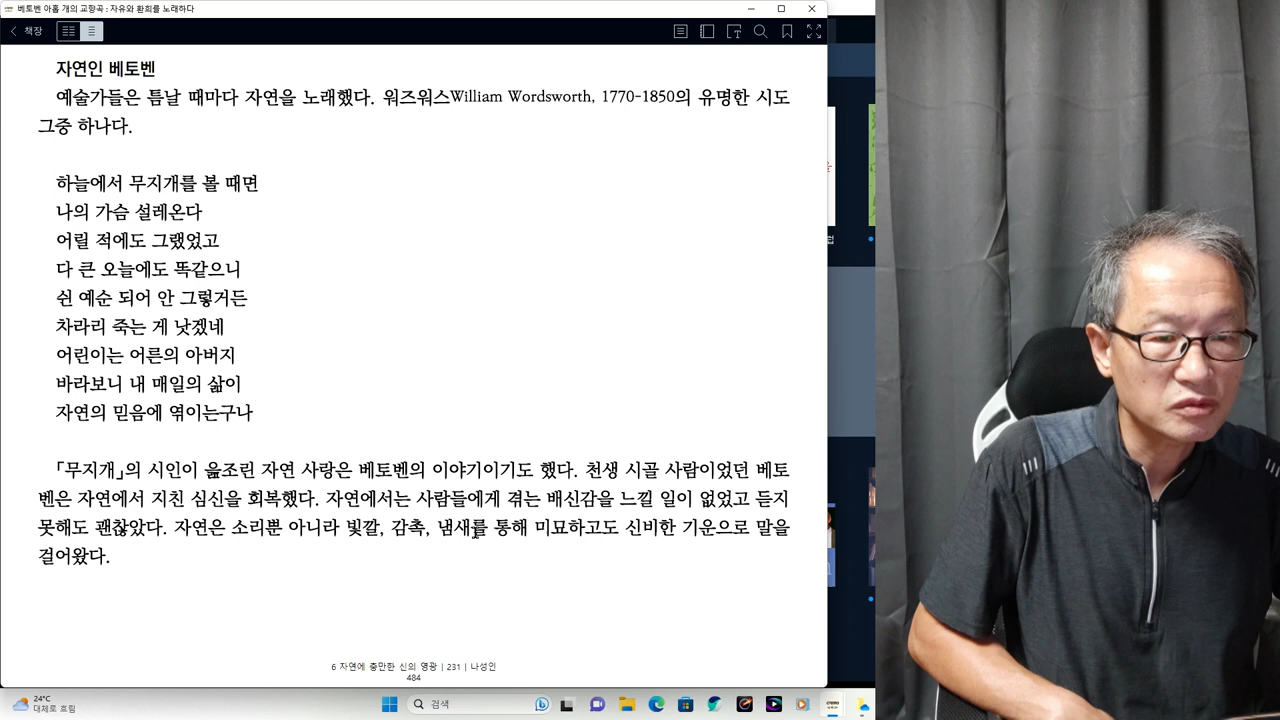 베토벤 아홉 개의 교향곡 : 자유와 환희를 노래하다
책장
자연인 베토벤
예술가들은 틈날 때마다 자연을 노래했다. 워즈워스William Wordsworth, 1770-1850의 유명한 시도
그중 하나다.
하늘에서 무지개를 볼 때면
나의 가슴 설레온다
어릴 적에도 그랬었고
다 큰 오늘에도 똑같으니
쉰 예순 되어 안 그렇거든
차라리 죽는 게 낫겠네
어린이는 어른의 아버지
바라보니 내 매일의 삶이
자연의 믿음에 엮이는구나
「무지개」의 시인이 읊조린 자연 사랑은 베토벤의 이야기이기도 했다. 천생 시골 사람이었던 베토
벤은 자연에서 지친 심신을 회복했다. 자연에서는 사람들에게 겪는 배신감을 느낄 일이 없었고 듣지
못해도 괜찮았다. 자연은 소리뿐 아니라 빛깔, 감촉, 냄새를 통해 미묘하고도 신비한 기운으로 말을
걸어왔다.
6 자연에 충만한 신의 영광 | 231 | 나성인
484
24°C
대체로 흐림
검색